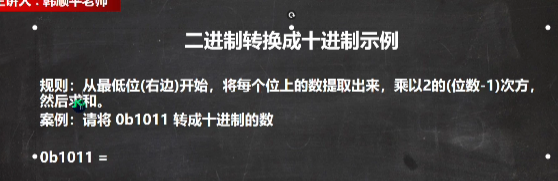 主讲人：韩顺平老师
二进制转换成十进制示例
规则：从最低位(右边)开始，将每个位上的数提取出来，乘以2的(位数-1)次方，
然后求和。
案例：请将 0b1011 转成十进制的数
0b1011 =